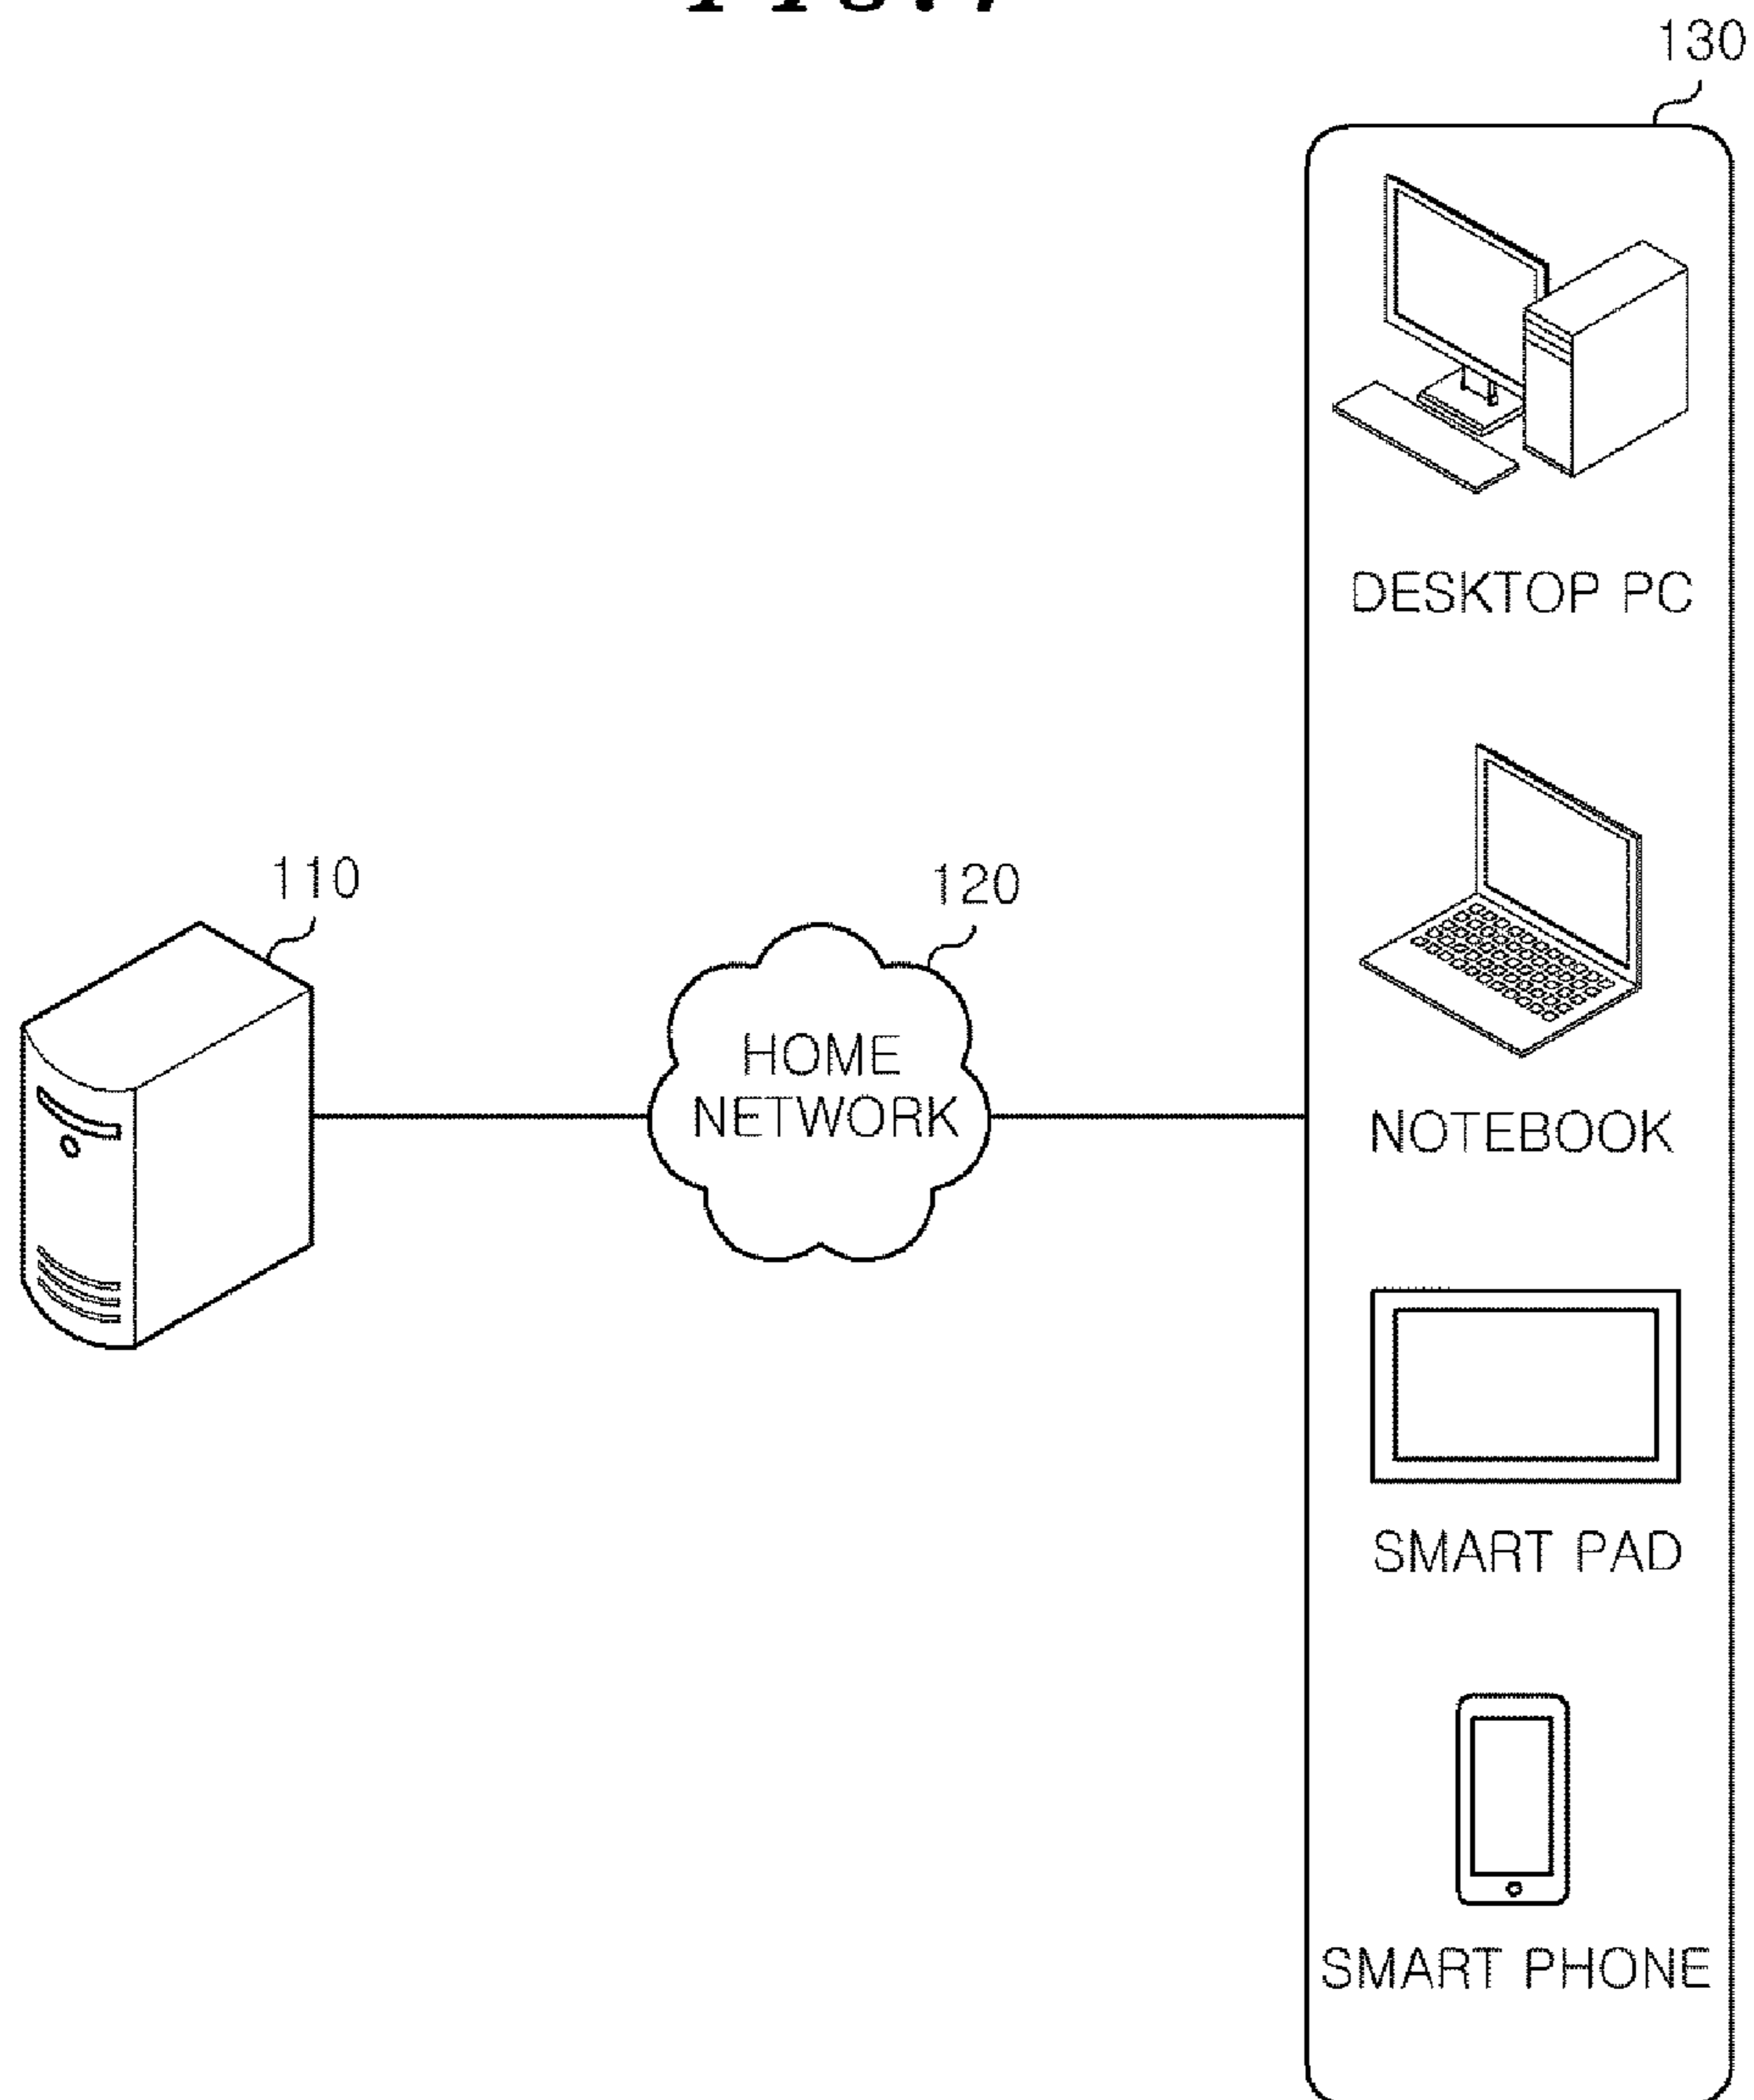 130
DESKTOP PC
110
120
HOME
NETWORK
NOTEBOOK
SMART PAD
SMART PHONE